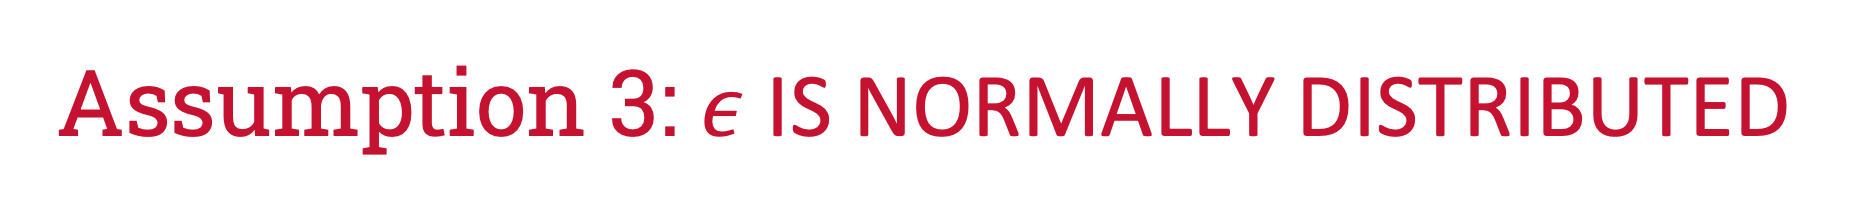 Assumption 3: ϵ IS NORMALLY DISTRIBUTED